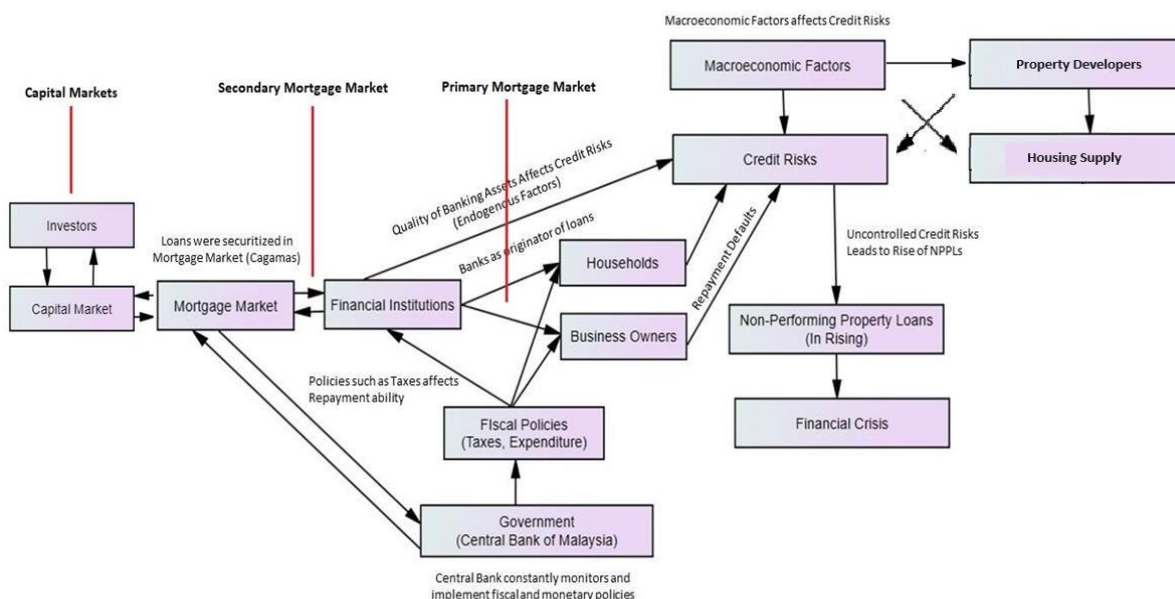 Macroeconomic Factors affects Credit Risks
Macroeconomic Factors
Property Developers
Capital Markets
Secondary Mortgage Market
Primary Mortgage Market
Credit Risks
Housing Supply
Quality of Banking Assets Affects Credit Risks
(Endogenous Factors)
Banks as originator of loans
Investors
Loans were securitized in
Mortgage Market (Cagamas)
Households
Repayment Defaults
Uncontrolled Credit Risks
Leads to Rise of NPPLs
Capital Market
Mortgage Market
Financial Institutions
Business Owners
Non-Performing Property Loans
(In Rising)
Policies such as Taxes affects
Repayment ability
FIscal Policies
(Taxes, Expenditure)
Financial Crisis
Government
(Central Bank of Malaysia)
Central Bank constantly monitors and
implement fiscal and monetary policies